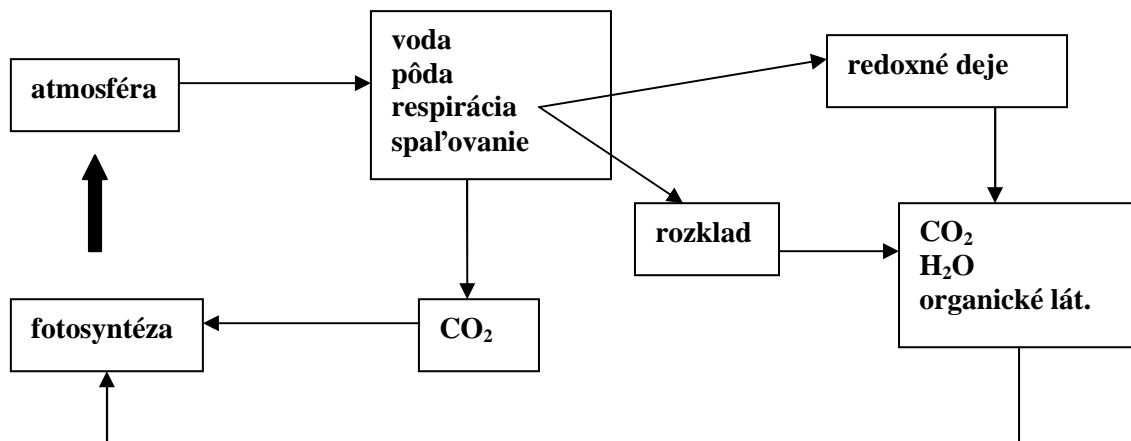 atmosféra
voda
pôda
respirácia
spaľovanie
redoxné deje
rozklad
CO₂
H₂O
organické lát.
fotosyntéza
CO₂